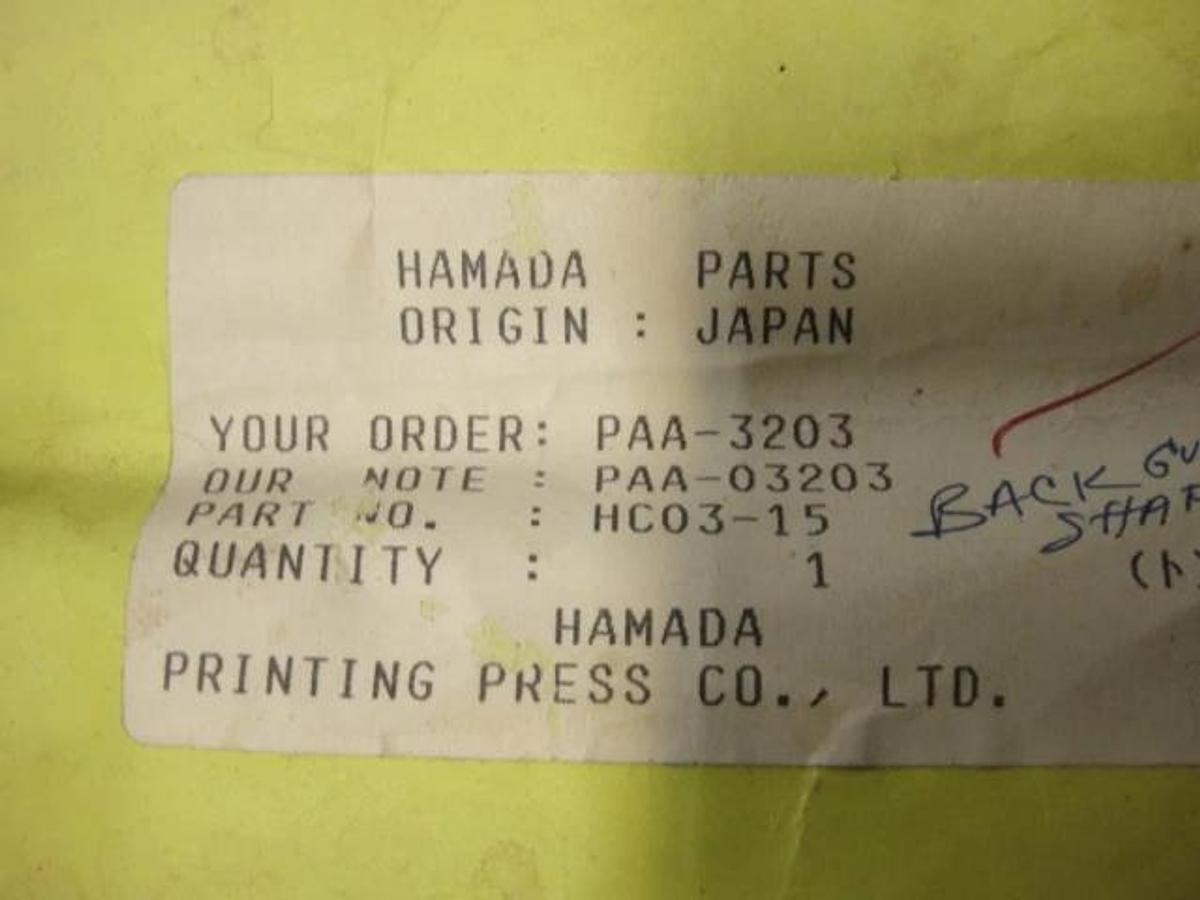 HAMADA PARTS
ORIGIN : JAPAN
YOUR ORDER: PAA-3203
OUR NOTE : PAA-03203
PART NO. : HC03-15
BACK
QUANTITY : 1
HAMADA
PRINTING PRESS CO., LTD.